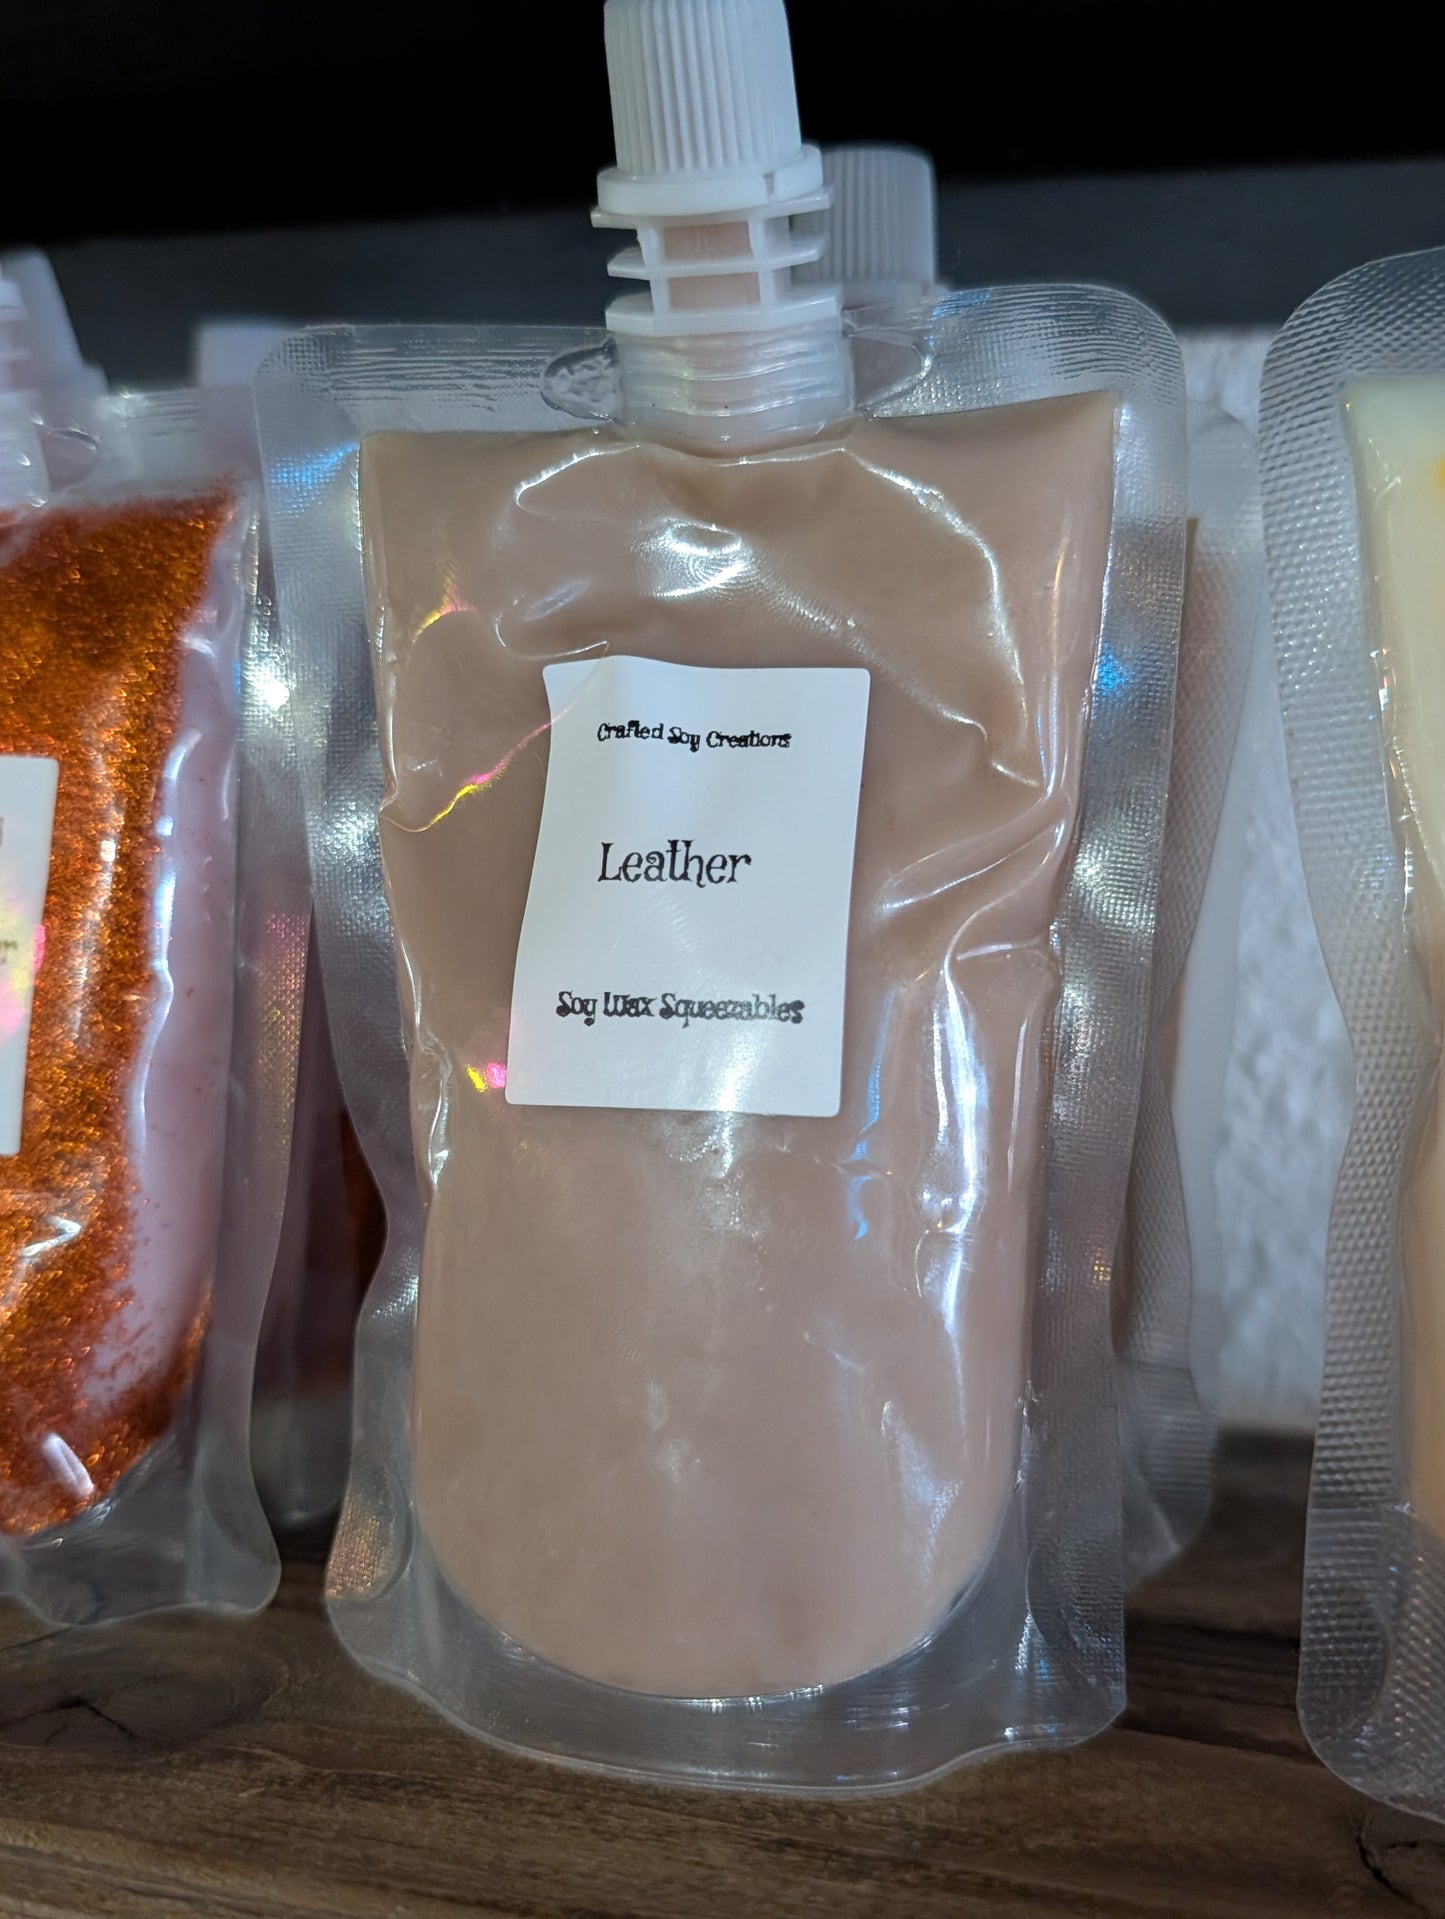 Crafted Soy Creations
Leather
Soy Wax Squeezables